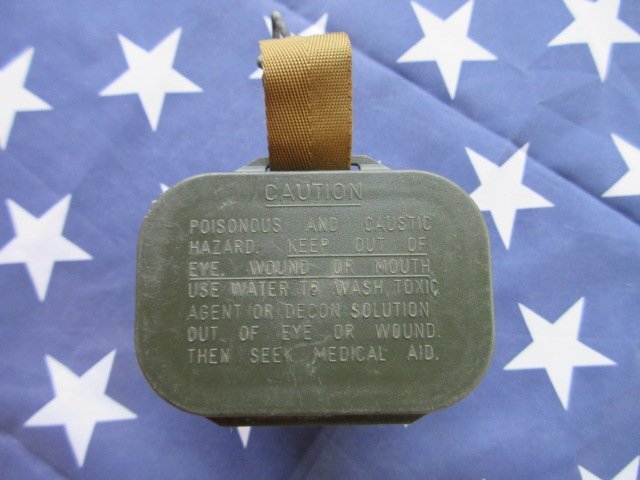 CAUTION
POISONOUS AND CAUSTIC
HAZARD. KEEP OUT OF
EYE, WOUND OR MOUTH.
USE WATER TO WASH TOXIC
AGENT/OR DECON SOLUTION
OUT OF EYE OR WOUND.
THEN SEEK MEDICAL AID.